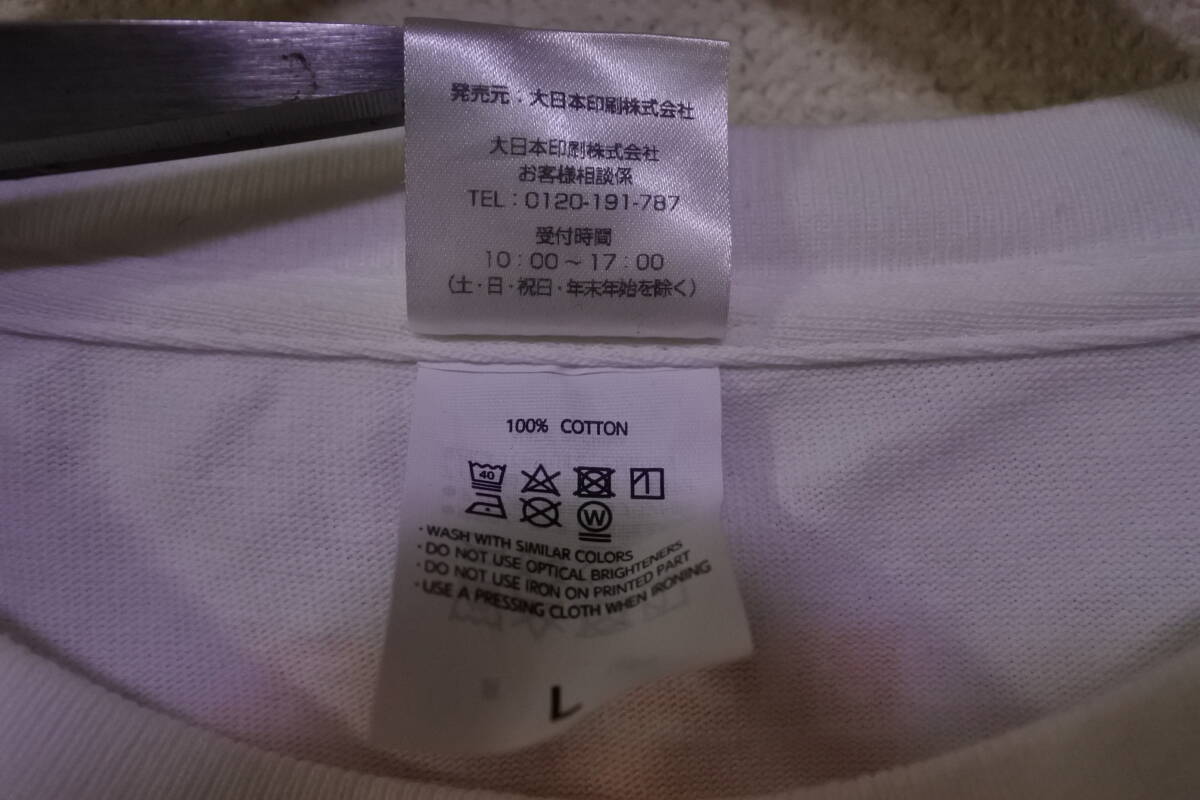 発売元：大日本印刷株式会社
大日本印刷株式会社
お客様相談係
TEL：0120-191-787
受付時間
10：00～17：00
（土・日・祝日・年末年始を除く）
100% COTTON
40
W
・WASH WITH SIMILAR COLORS
・DO NOT USE OPTICAL BRIGHTENERS
・DO NOT USE IRON ON PRINTED PART
・USE A PRESSING CLOTH WHEN IRONING
L